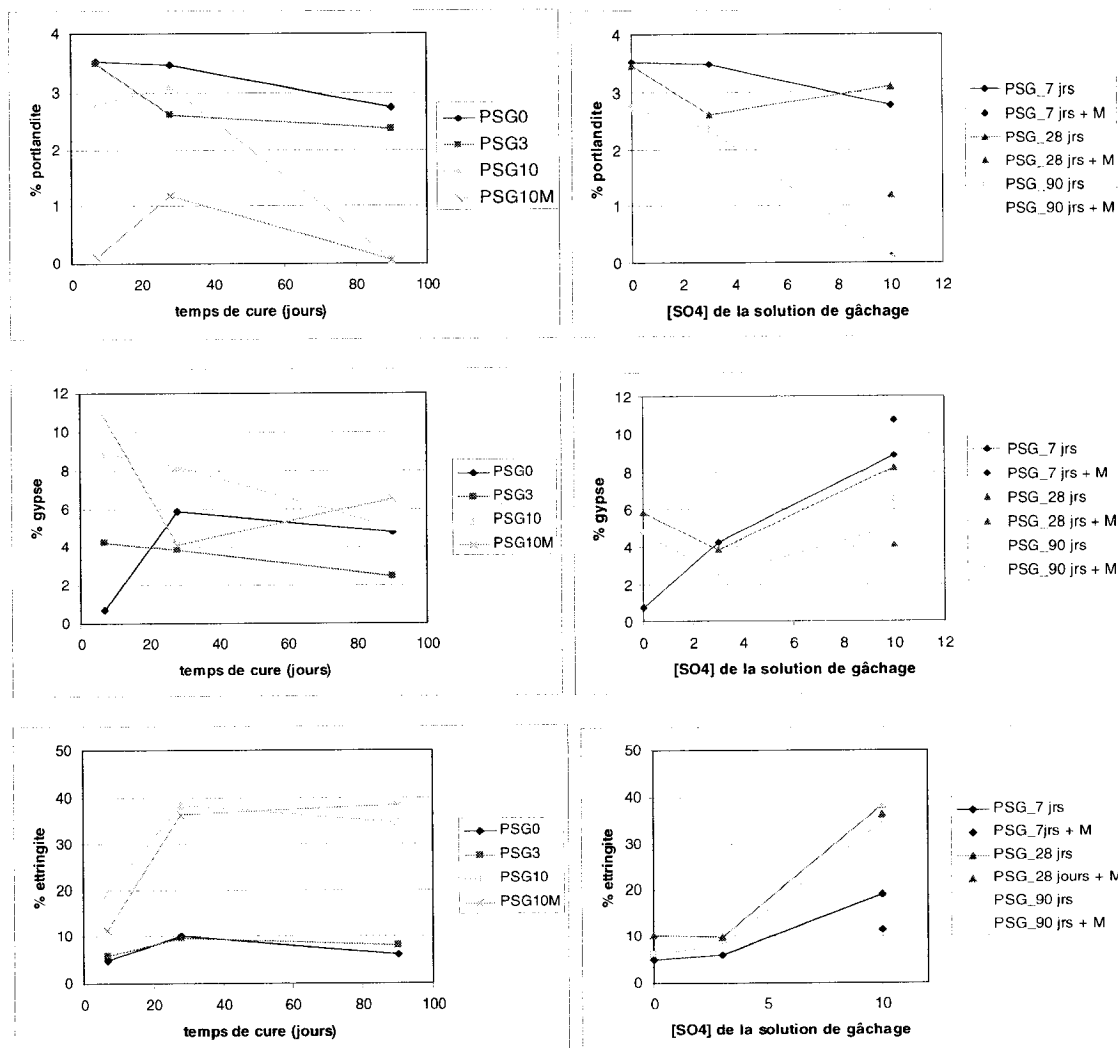 4
3
2
1
0
% portlandite
0 20 40 60 80 100
temps de cure (jours)
PSG0
PSG3
PSG10
PSG10M
4
3
2
1
0
% portlandite
0 2 4 6 8 10 12
[SO4] de la solution de gâchage
PSG_7 jrs
PSG_7 jrs + M
PSG_28 jrs
PSG_28 jrs + M
PSG_90 jrs
PSG_90 jrs + M
12
10
8
6
4
2
0
% gypse
0 20 40 60 80 100
temps de cure (jours)
PSG0
PSG3
PSG10
PSG10M
12
10
8
6
4
2
0
% gypse
0 2 4 6 8 10 12
[SO4] de la solution de gâchage
PSG_7 jrs
PSG_7 jrs + M
PSG_28 jrs
PSG_28 jrs + M
PSG_90 jrs
PSG_90 jrs + M
50
40
30
20
10
0
% ettringite
0 20 40 60 80 100
temps de cure (jours)
PSG0
PSG3
PSG10
PSG10M
50
40
30
20
10
0
% ettringite
0 5 10
[SO4] de la solution de gâchage
PSG_7 jrs
PSG_7jrs + M
PSG_28 jrs
PSG_28 jours + M
PSG_90 jrs
PSG_90 jrs + M